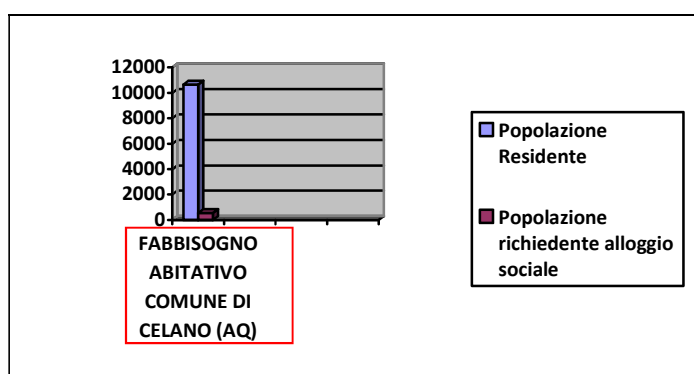 12000
10000
8000
6000
4000
2000
0
FABBISOGNO
ABITATIVO
COMUNE DI
CELANO (AQ)
Popolazione
Residente
Popolazione
richiedente alloggio
sociale